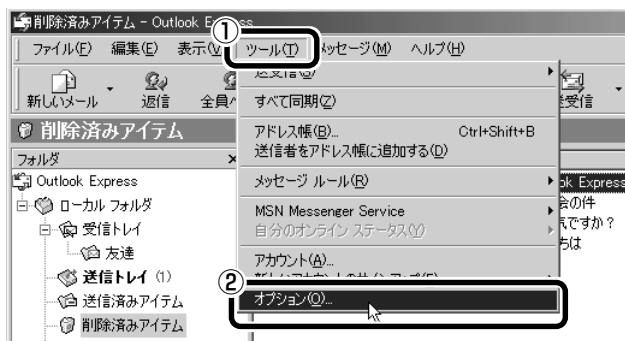 削除済みアイテム - Outlook Express
①
ファイル(F) 編集(E) 表示(V) ツール(T) メッセージ(M) ヘルプ(H)
新しいメール 返信 全員へ 送受信
送受信(S)
すべて同期(Z)
アドレス帳(B)... Ctrl+Shift+B
送信者をアドレス帳に追加する(D)
メッセージ ルール(R)
MSN Messenger Service
自分のオンライン ステータス(Y)
アカウント(A)...
②
オプション(O)...
削除済みアイテム
フォルダ ×
Outlook Express
ローカル フォルダ
受信トレイ
友達
送信トレイ (1)
送信済みアイテム
削除済みアイテム
ok Express
会の件
気ですか？
ちは